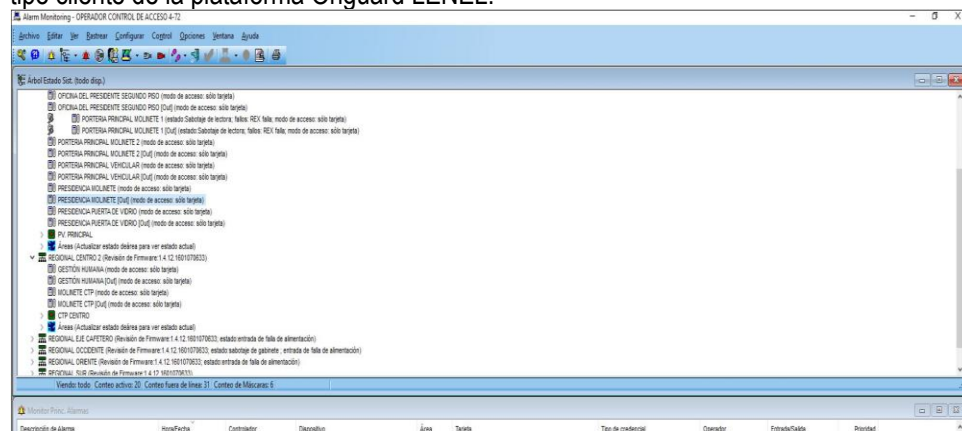 tipo cliente de la plataforma Onguard LENEL.
Alarm Monitoring - OPERADOR CONTROL DE ACCESO 4-72
Archivo Editar Ver Rastrear Configurar Control Opciones Ventana Ayuda
Árbol Estado Sist. (todo disp.)
OFICINA DEL PRESIDENTE SEGUNDO PISO (modo de acceso: sólo tarjeta)
OFICINA DEL PRESIDENTE SEGUNDO PISO [Out] (modo de acceso: sólo tarjeta)
PORTERIA PRINCIPAL MOLINETE 1 (estado:Sabotaje de lectora; fallos: REX falla; modo de acceso: sólo tarjeta)
PORTERIA PRINCIPAL MOLINETE 1 [Out] (estado:Sabotaje de lectora; fallos: REX falla; modo de acceso: sólo tarjeta)
PORTERIA PRINCIPAL MOLINETE 2 (modo de acceso: sólo tarjeta)
PORTERIA PRINCIPAL MOLINETE 2 [Out] (modo de acceso: sólo tarjeta)
PORTERIA PRINCIPAL VEHICULAR (modo de acceso: sólo tarjeta)
PORTERIA PRINCIPAL VEHICULAR [Out] (modo de acceso: sólo tarjeta)
PRESIDENCIA MOLINETE (modo de acceso: sólo tarjeta)
PRESIDENCIA MOLINETE [Out] (modo de acceso: sólo tarjeta)
PRESIDENCIA PUERTA DE VIDRIO (modo de acceso: sólo tarjeta)
PRESIDENCIA PUERTA DE VIDRIO [Out] (modo de acceso: sólo tarjeta)
PV. PRINCIPAL
Áreas (Actualizar estado deárea para ver estado actual)
REGIONAL CENTRO 2 (Revisión de Firmware:1.4.12.1601070633)
GESTIÓN HUMANA (modo de acceso: sólo tarjeta)
GESTIÓN HUMANA [Out] (modo de acceso: sólo tarjeta)
MOLINETE CTP (modo de acceso: sólo tarjeta)
MOLINETE CTP [Out] (modo de acceso: sólo tarjeta)
CTP CENTRO
Áreas (Actualizar estado deárea para ver estado actual)
REGIONAL EJE CAFETERO (Revisión de Firmware:1.4.12.1601070633; estado:entrada de falla de alimentación)
REGIONAL OCCIDENTE (Revisión de Firmware:1.4.12.1601070633; estado:sabotaje de gabinete ; entrada de falla de alimentación)
REGIONAL ORIENTE (Revisión de Firmware:1.4.12.1601070633; estado:entrada de falla de alimentación)
REGIONAL SUR (Revisión de Firmware:1.4.12.1601070633)
Viendo: todo Conteo activo: 20 Conteo fuera de línea: 31 Conteo de Máscaras: 6
Monitor Princ. Alarmas
Descripción de Alarma Hora/Fecha Controlador Dispositivo Área Tarjeta Tipo de credencial Operador Entrada/Salida Prioridad